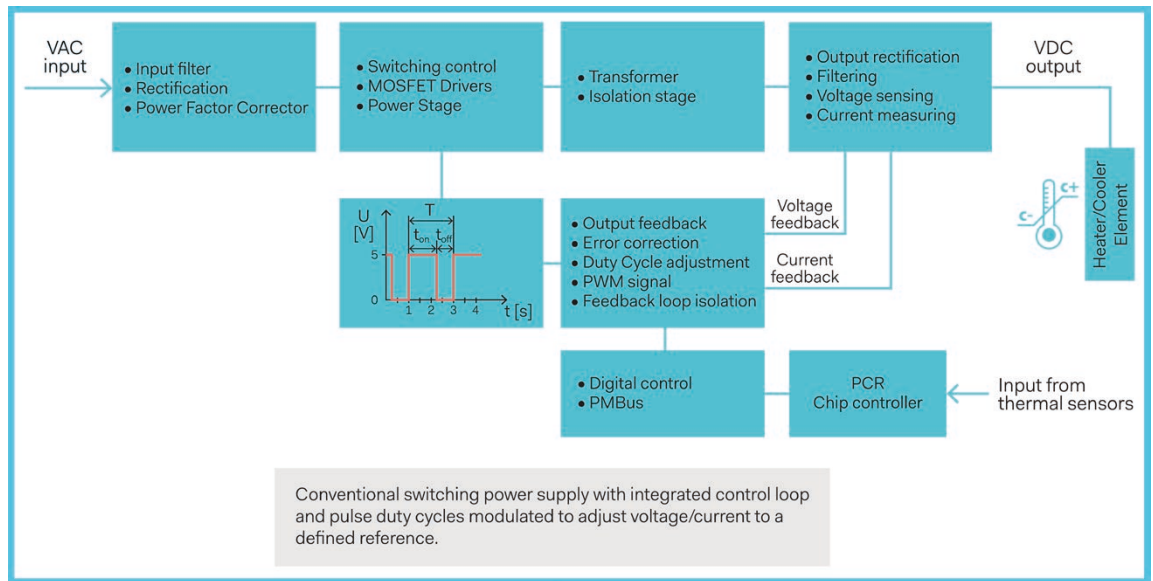 VAC
input
• Input filter
• Rectification
• Power Factor Corrector
• Switching control
• MOSFET Drivers
• Power Stage
• Transformer
• Isolation stage
• Output rectification
• Filtering
• Voltage sensing
• Current measuring
VDC
output
C- C+
Heater/Cooler
Element
U
[V]
T
ton toff
5
0
1 2 3 4
t [s]
• Output feedback
• Error correction
• Duty Cycle adjustment
• PWM signal
• Feedback loop isolation
Voltage
feedback
Current
feedback
• Digital control
• PMBus
PCR
Chip controller
Input from
thermal sensors
Conventional switching power supply with integrated control loop
and pulse duty cycles modulated to adjust voltage/current to a
defined reference.